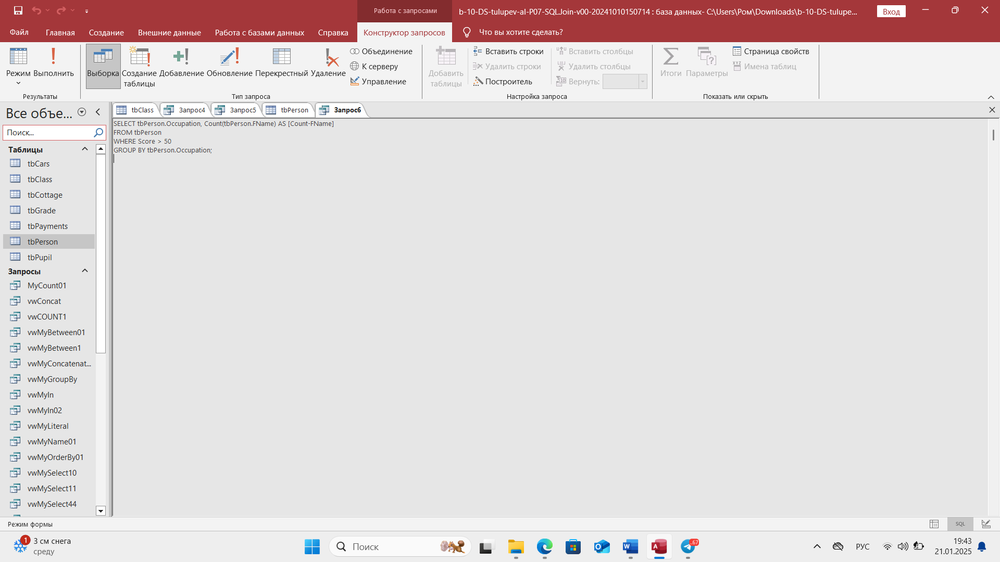 Работа с запросами
b-10-DS-tulupev-al-P07-SQLJoin-v00-20241010150714 : база данных- C:\Users\Ром\Downloads\b-10-DS-tulupe...
Вход
Файл
Главная
Создание
Внешние данные
Работа с базами данных
Справка
Конструктор запросов
Что вы хотите сделать?
Режим
Выполнить
Результаты
Выборка
Создание
таблицы
Добавление
Обновление
Перекрестный
Удаление
Объединение
К серверу
Управление
Тип запроса
Добавить
таблицы
Вставить строки
Удалить строки
Построитель
Вставить столбцы
Удалить столбцы
Вернуть:
Настройка запроса
Итоги
Параметры
Страница свойств
Имена таблиц
Показать или скрыть
Все объе...
Поиск...
Таблицы
tbCars
tbClass
tbCottage
tbGrade
tbPayments
tbPerson
tbPupil
Запросы
MyCount01
vwConcat
vwCOUNT1
vwMyBetween01
vwMyBetween1
vwMyConcatenat...
vwMyGroupBy
vwMyIn
vwMyIn02
vwMyLiteral
vwMyName01
vwMyOrderBy01
vwMySelect10
vwMySelect11
vwMySelect44
tbClass
Запрос4
Запрос5
tbPerson
Запрос6
SELECT tbPerson.Occupation, Count(tbPerson.FName) AS [Count-FName]
FROM tbPerson
WHERE Score > 50
GROUP BY tbPerson.Occupation;
Режим формы
SQL
1
3 см снега
среду
Поиск
67
РУС
19:43
21.01.2025